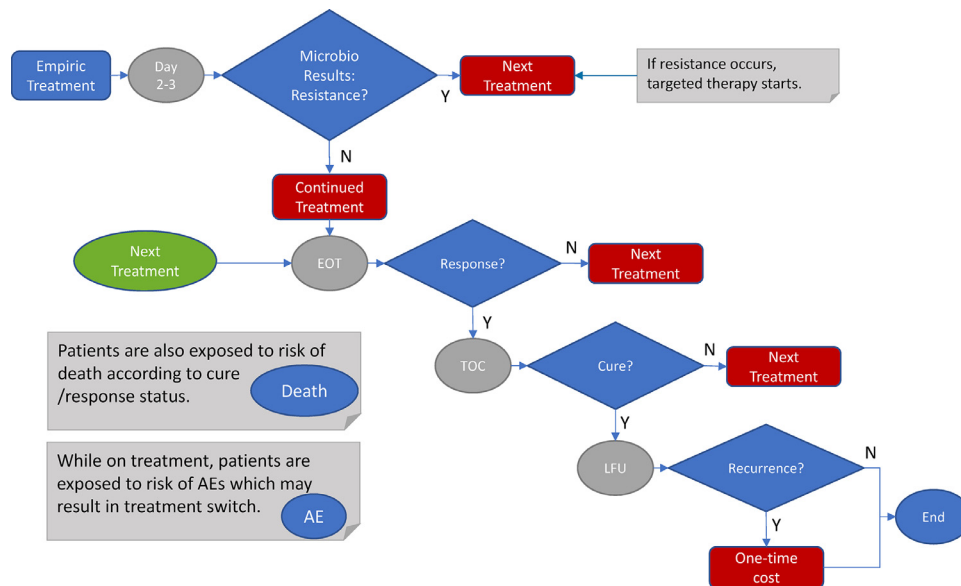 Microbio
Results:
Resistance?
Empiric
Treatment
Day
2-3
Y
Next
Treatment
If resistance occurs,
targeted therapy starts.
N
Continued
Treatment
Next
Treatment
EOT
Response?
N
Next
Treatment
Y
Patients are also exposed to risk of
death according to cure
/response status.
Death
TOC
Cure?
N
Next
Treatment
Y
While on treatment, patients are
exposed to risk of AEs which may
result in treatment switch.
AE
LFU
Recurrence?
N
End
Y
One-time
cost